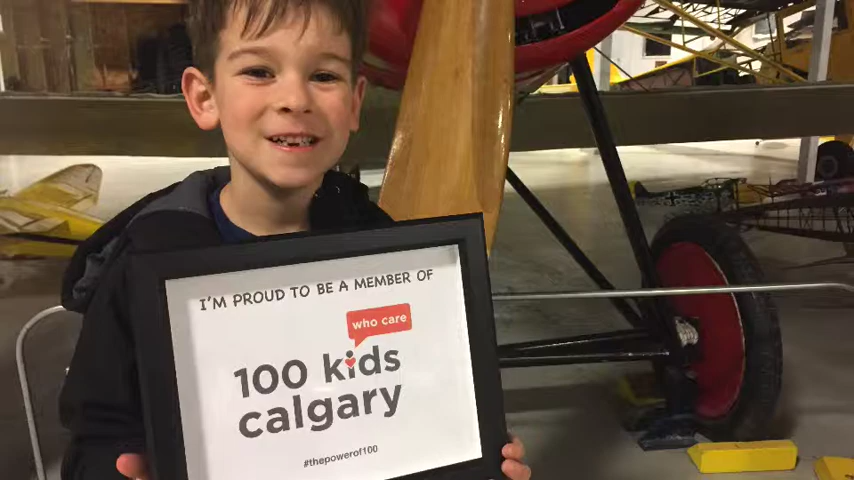 I'M PROUD TO BE A MEMBER OF
who care
100 kids
calgary
#thepowerof100